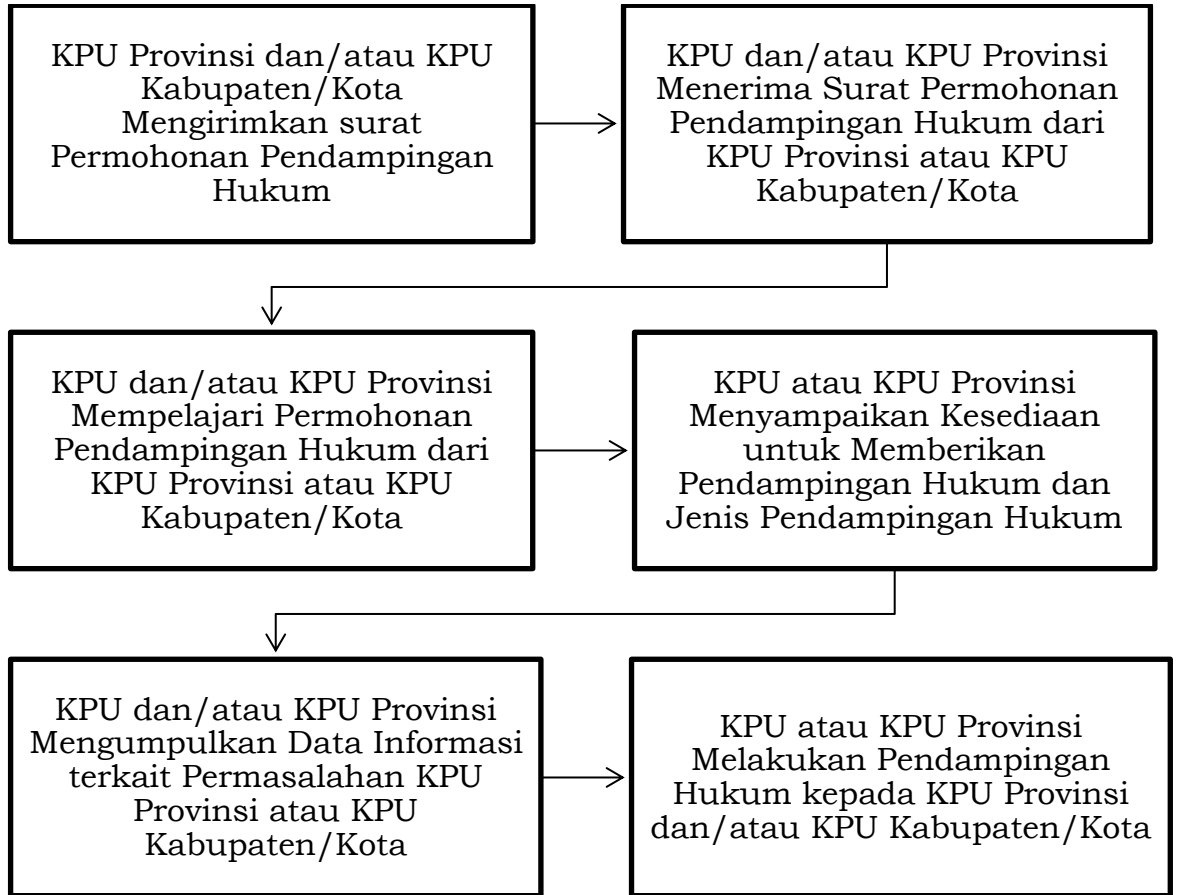 KPU Provinsi dan/atau KPU
Kabupaten/Kota
Mengirimkan surat
Permohonan Pendampingan
Hukum
KPU dan/atau KPU Provinsi
Menerima Surat Permohonan
Pendampingan Hukum dari
KPU Provinsi atau KPU
Kabupaten/Kota
KPU dan/atau KPU Provinsi
Mempelajari Permohonan
Pendampingan Hukum dari
KPU Provinsi atau KPU
Kabupaten/Kota
KPU atau KPU Provinsi
Menyampaikan Kesediaan
untuk Memberikan
Pendampingan Hukum dan
Jenis Pendampingan Hukum
KPU dan/atau KPU Provinsi
Mengumpulkan Data Informasi
terkait Permasalahan KPU
Provinsi atau KPU
Kabupaten/Kota
KPU atau KPU Provinsi
Melakukan Pendampingan
Hukum kepada KPU Provinsi
dan/atau KPU Kabupaten/Kota